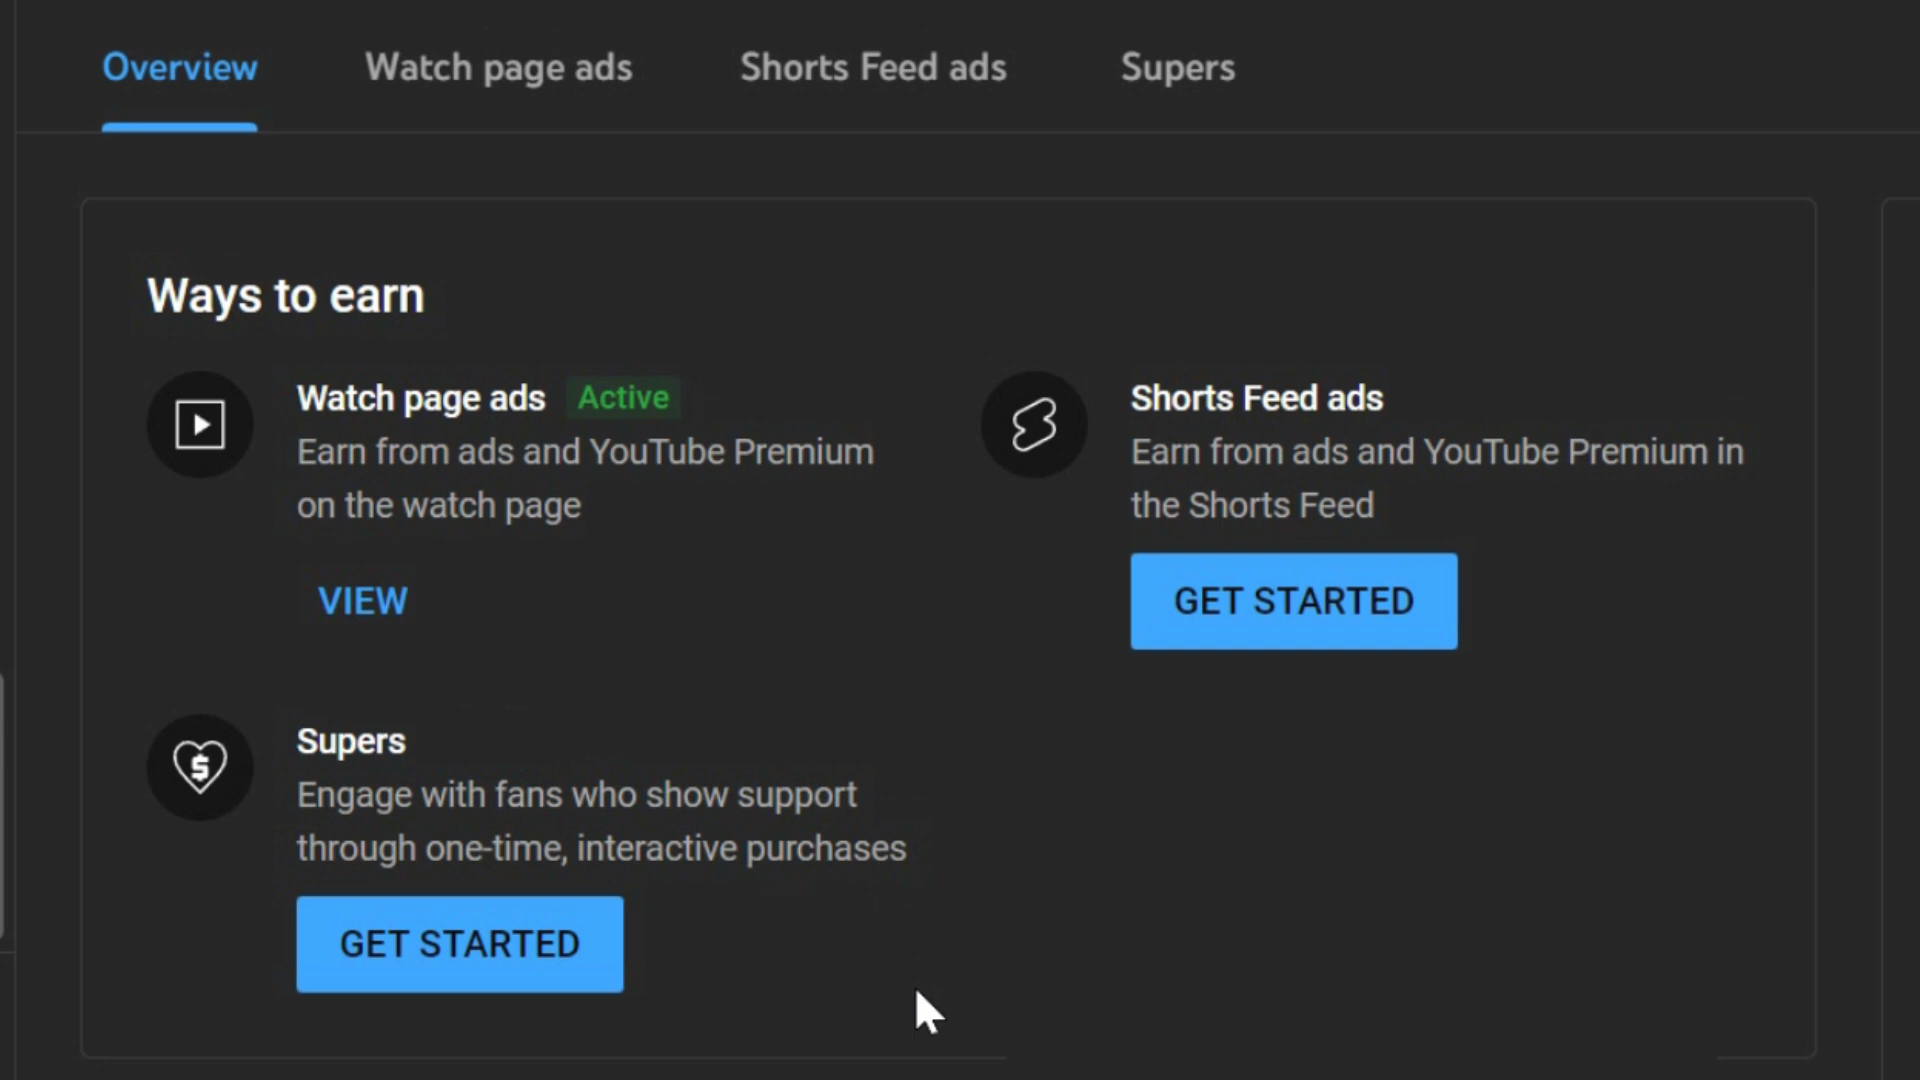 Overview
Watch page ads
Shorts Feed ads
Supers
Ways to earn
Watch page ads
Active
Earn from ads and YouTube Premium
on the watch page
VIEW
Shorts Feed ads
Earn from ads and YouTube Premium in
the Shorts Feed
GET STARTED
Supers
Engage with fans who show support
through one-time, interactive purchases
GET STARTED